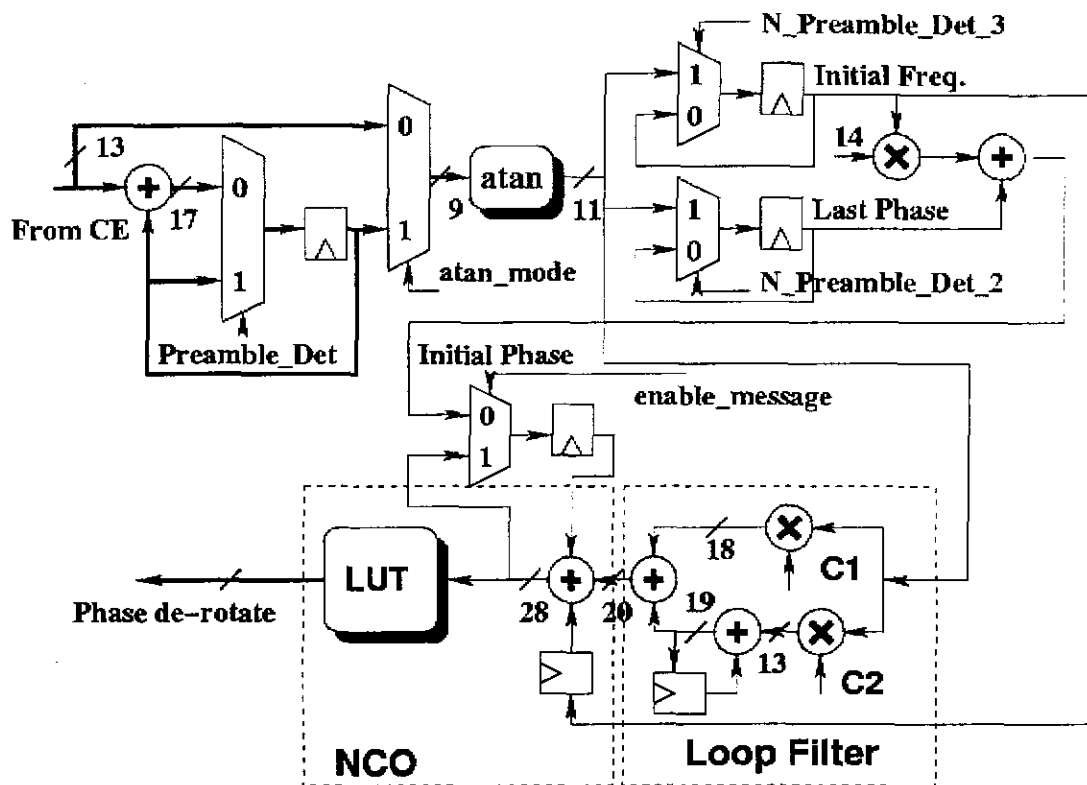 N_Preamble_Det_3
1
0
Initial Freq.
13
0
14
17
0
atan
9
11
1
0
Last Phase
From CE
1
1
atan_mode
N_Preamble_Det_2
Preamble_Det
Initial Phase
0
1
enable_message
18
C1
LUT
28
20
19
13
C2
Phase de-rotate
NCO
Loop Filter